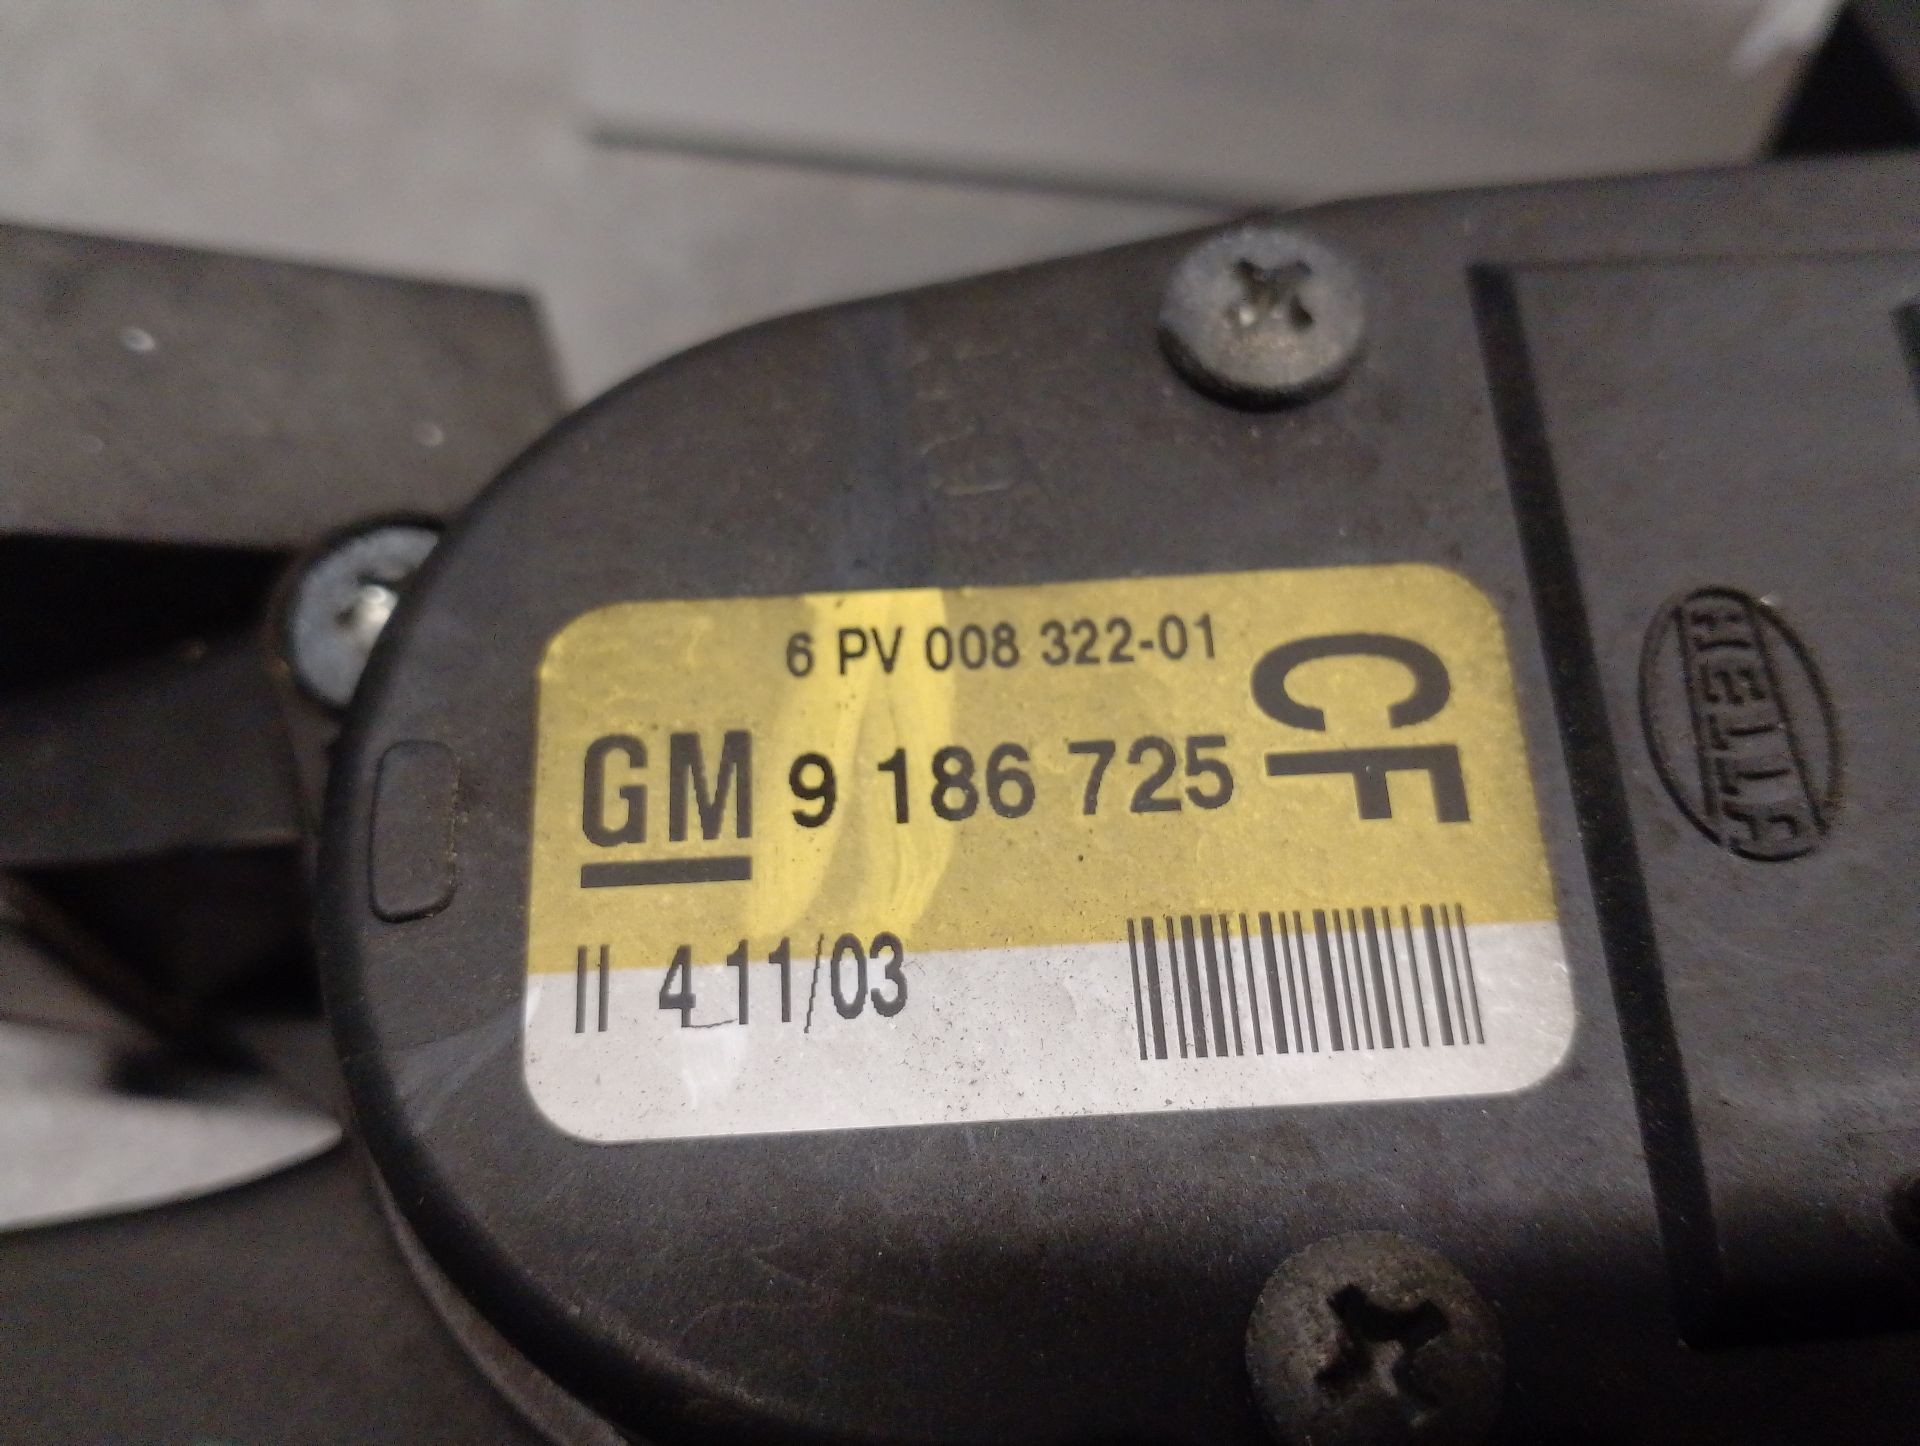 6 PV 008 322-01
CF
GM 9 186 725
II 4 11/03
HELLA